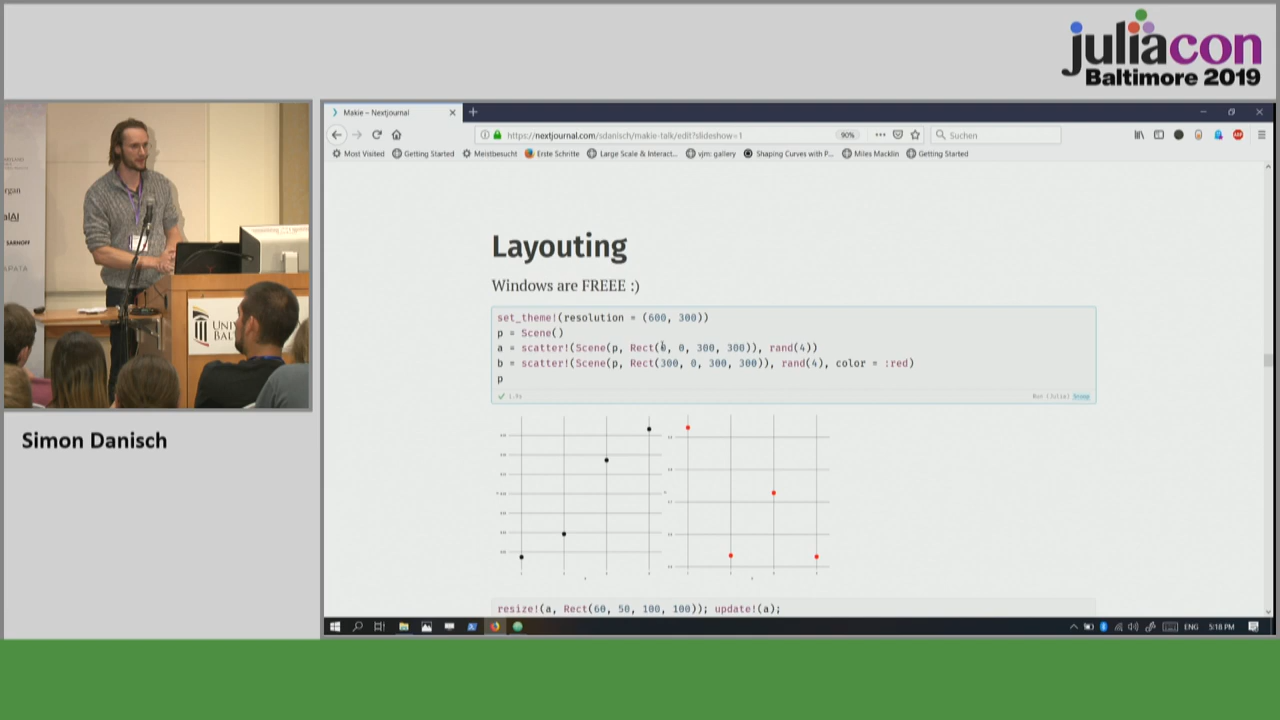 juliacon
Baltimore 2019
Makie – Nextjournal
https://nextjournal.com/sdanisch/makie-talk/edit?slideshow=1
90%
Suchen
Most Visited
Getting Started
Meistbesucht
Erste Schritte
Large Scale & Interact...
vjm: gallery
Shaping Curves with P...
Miles Macklin
Getting Started
Layouting
Windows are FREEE :)
set_theme!(resolution = (600, 300))
p = Scene()
a = scatter!(Scene(p, Rect(0, 0, 300, 300)), rand(4))
b = scatter!(Scene(p, Rect(300, 0, 300, 300)), rand(4), color = :red)
p
resize!(a, Rect(60, 50, 100, 100)); update!(a);
ENG
5:18 PM
SARNOFF
Simon Danisch